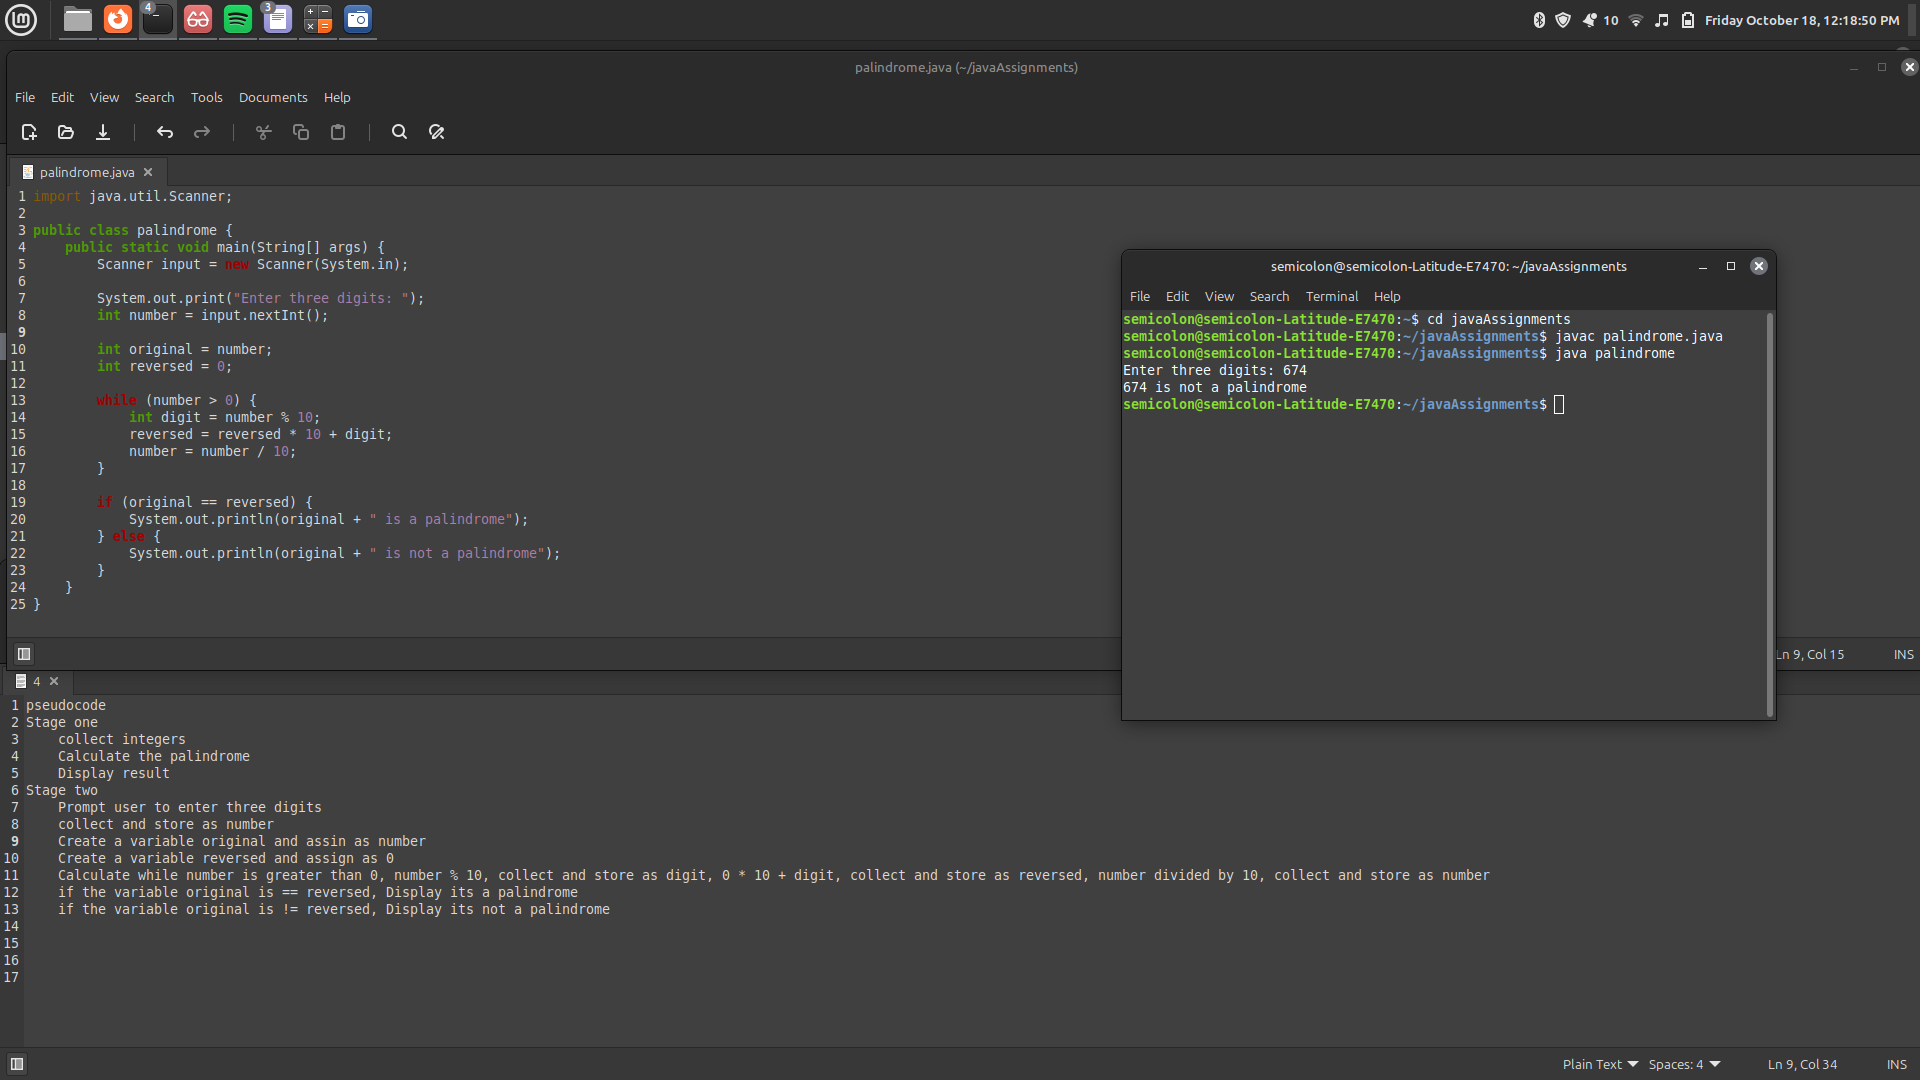 4
3
10
Friday October 18, 12:18:50 PM
palindrome.java (~/javaAssignments)
File Edit View Search Tools Documents Help
palindrome.java
1 import java.util.Scanner;
2
3 public class palindrome {
4     public static void main(String[] args) {
5         Scanner input = new Scanner(System.in);
6
7         System.out.print("Enter three digits: ");
8         int number = input.nextInt();
9
10         int original = number;
11         int reversed = 0;
12
13         while (number > 0) {
14             int digit = number % 10;
15             reversed = reversed * 10 + digit;
16             number = number / 10;
17         }
18
19         if (original == reversed) {
20             System.out.println(original + " is a palindrome");
21         } else {
22             System.out.println(original + " is not a palindrome");
23         }
24     }
25 }
Ln 9, Col 15 INS
semicolon@semicolon-Latitude-E7470: ~/javaAssignments
File Edit View Search Terminal Help
semicolon@semicolon-Latitude-E7470:~$ cd javaAssignments
semicolon@semicolon-Latitude-E7470:~/javaAssignments$ javac palindrome.java
semicolon@semicolon-Latitude-E7470:~/javaAssignments$ java palindrome
Enter three digits: 674
674 is not a palindrome
semicolon@semicolon-Latitude-E7470:~/javaAssignments$
4
1 pseudocode
2 Stage one
3     collect integers
4     Calculate the palindrome
5     Display result
6 Stage two
7     Prompt user to enter three digits
8     collect and store as number
9     Create a variable original and assin as number
10     Create a variable reversed and assign as 0
11     Calculate while number is greater than 0, number % 10, collect and store as digit, 0 * 10 + digit, collect and store as reversed, number divided by 10, collect and store as number
12     if the variable original is == reversed, Display its a palindrome
13     if the variable original is != reversed, Display its not a palindrome
14
15
16
17
Plain Text Spaces: 4 Ln 9, Col 34 INS